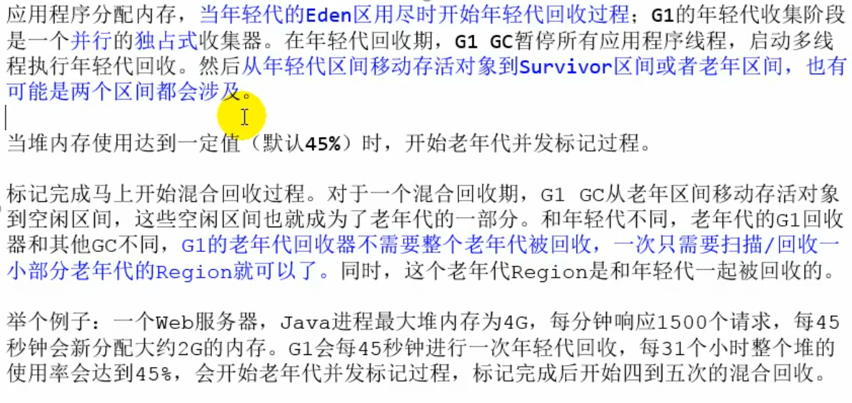 应用程序分配内存，当年轻代的Eden区用尽时开始年轻代回收过程；G1的年轻代收集阶段
是一个并行的独占式收集器。在年轻代回收期，G1 GC暂停所有应用程序线程，启动多线
程执行年轻代回收。然后从年轻代区间移动存活对象到Survivor区间或者老年区间，也有
可能是两个区间都会涉及。
当堆内存使用达到一定值（默认45%）时，开始老年代并发标记过程。
标记完成马上开始混合回收过程。对于一个混合回收期，G1 GC从老年区间移动存活对象
到空闲区间，这些空闲区间也就成为了老年代的一部分。和年轻代不同，老年代的G1回收
器和其他GC不同，G1的老年代回收器不需要整个老年代被回收，一次只需要扫描/回收一
小部分老年代的Region就可以了。同时，这个老年代Region是和年轻代一起被回收的。
举个例子：一个Web服务器，Java进程最大堆内存为4G，每分钟响应1500个请求，每45
秒钟会新分配大约2G的内存。G1会每45秒钟进行一次年轻代回收，每31个小时整个堆的
使用率会达到45%，会开始老年代并发标记过程，标记完成后开始四到五次的混合回收。